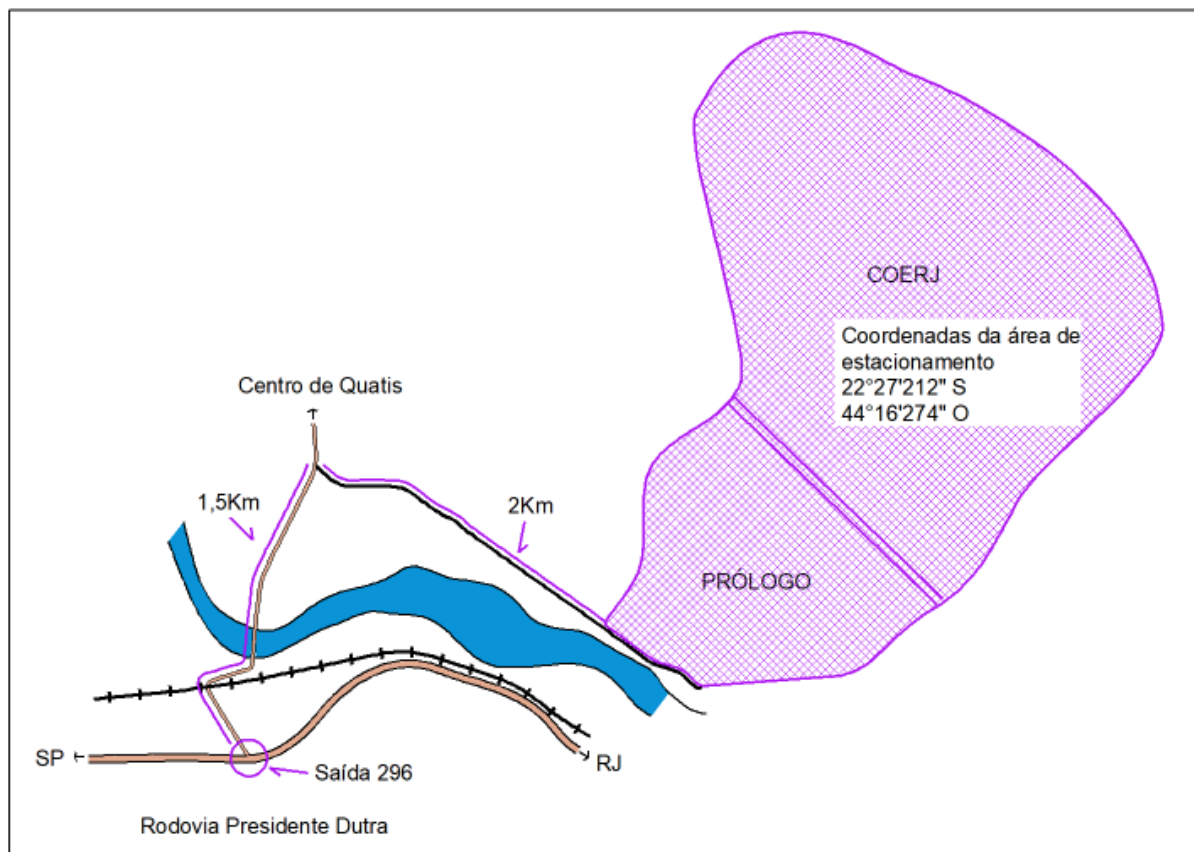 COERJ
Coordenadas da área de
estacionamento
22°27'212" S
44°16'274" O
Centro de Quatis
1,5Km
2Km
PRÓLOGO
SP
RJ
Saída 296
Rodovia Presidente Dutra